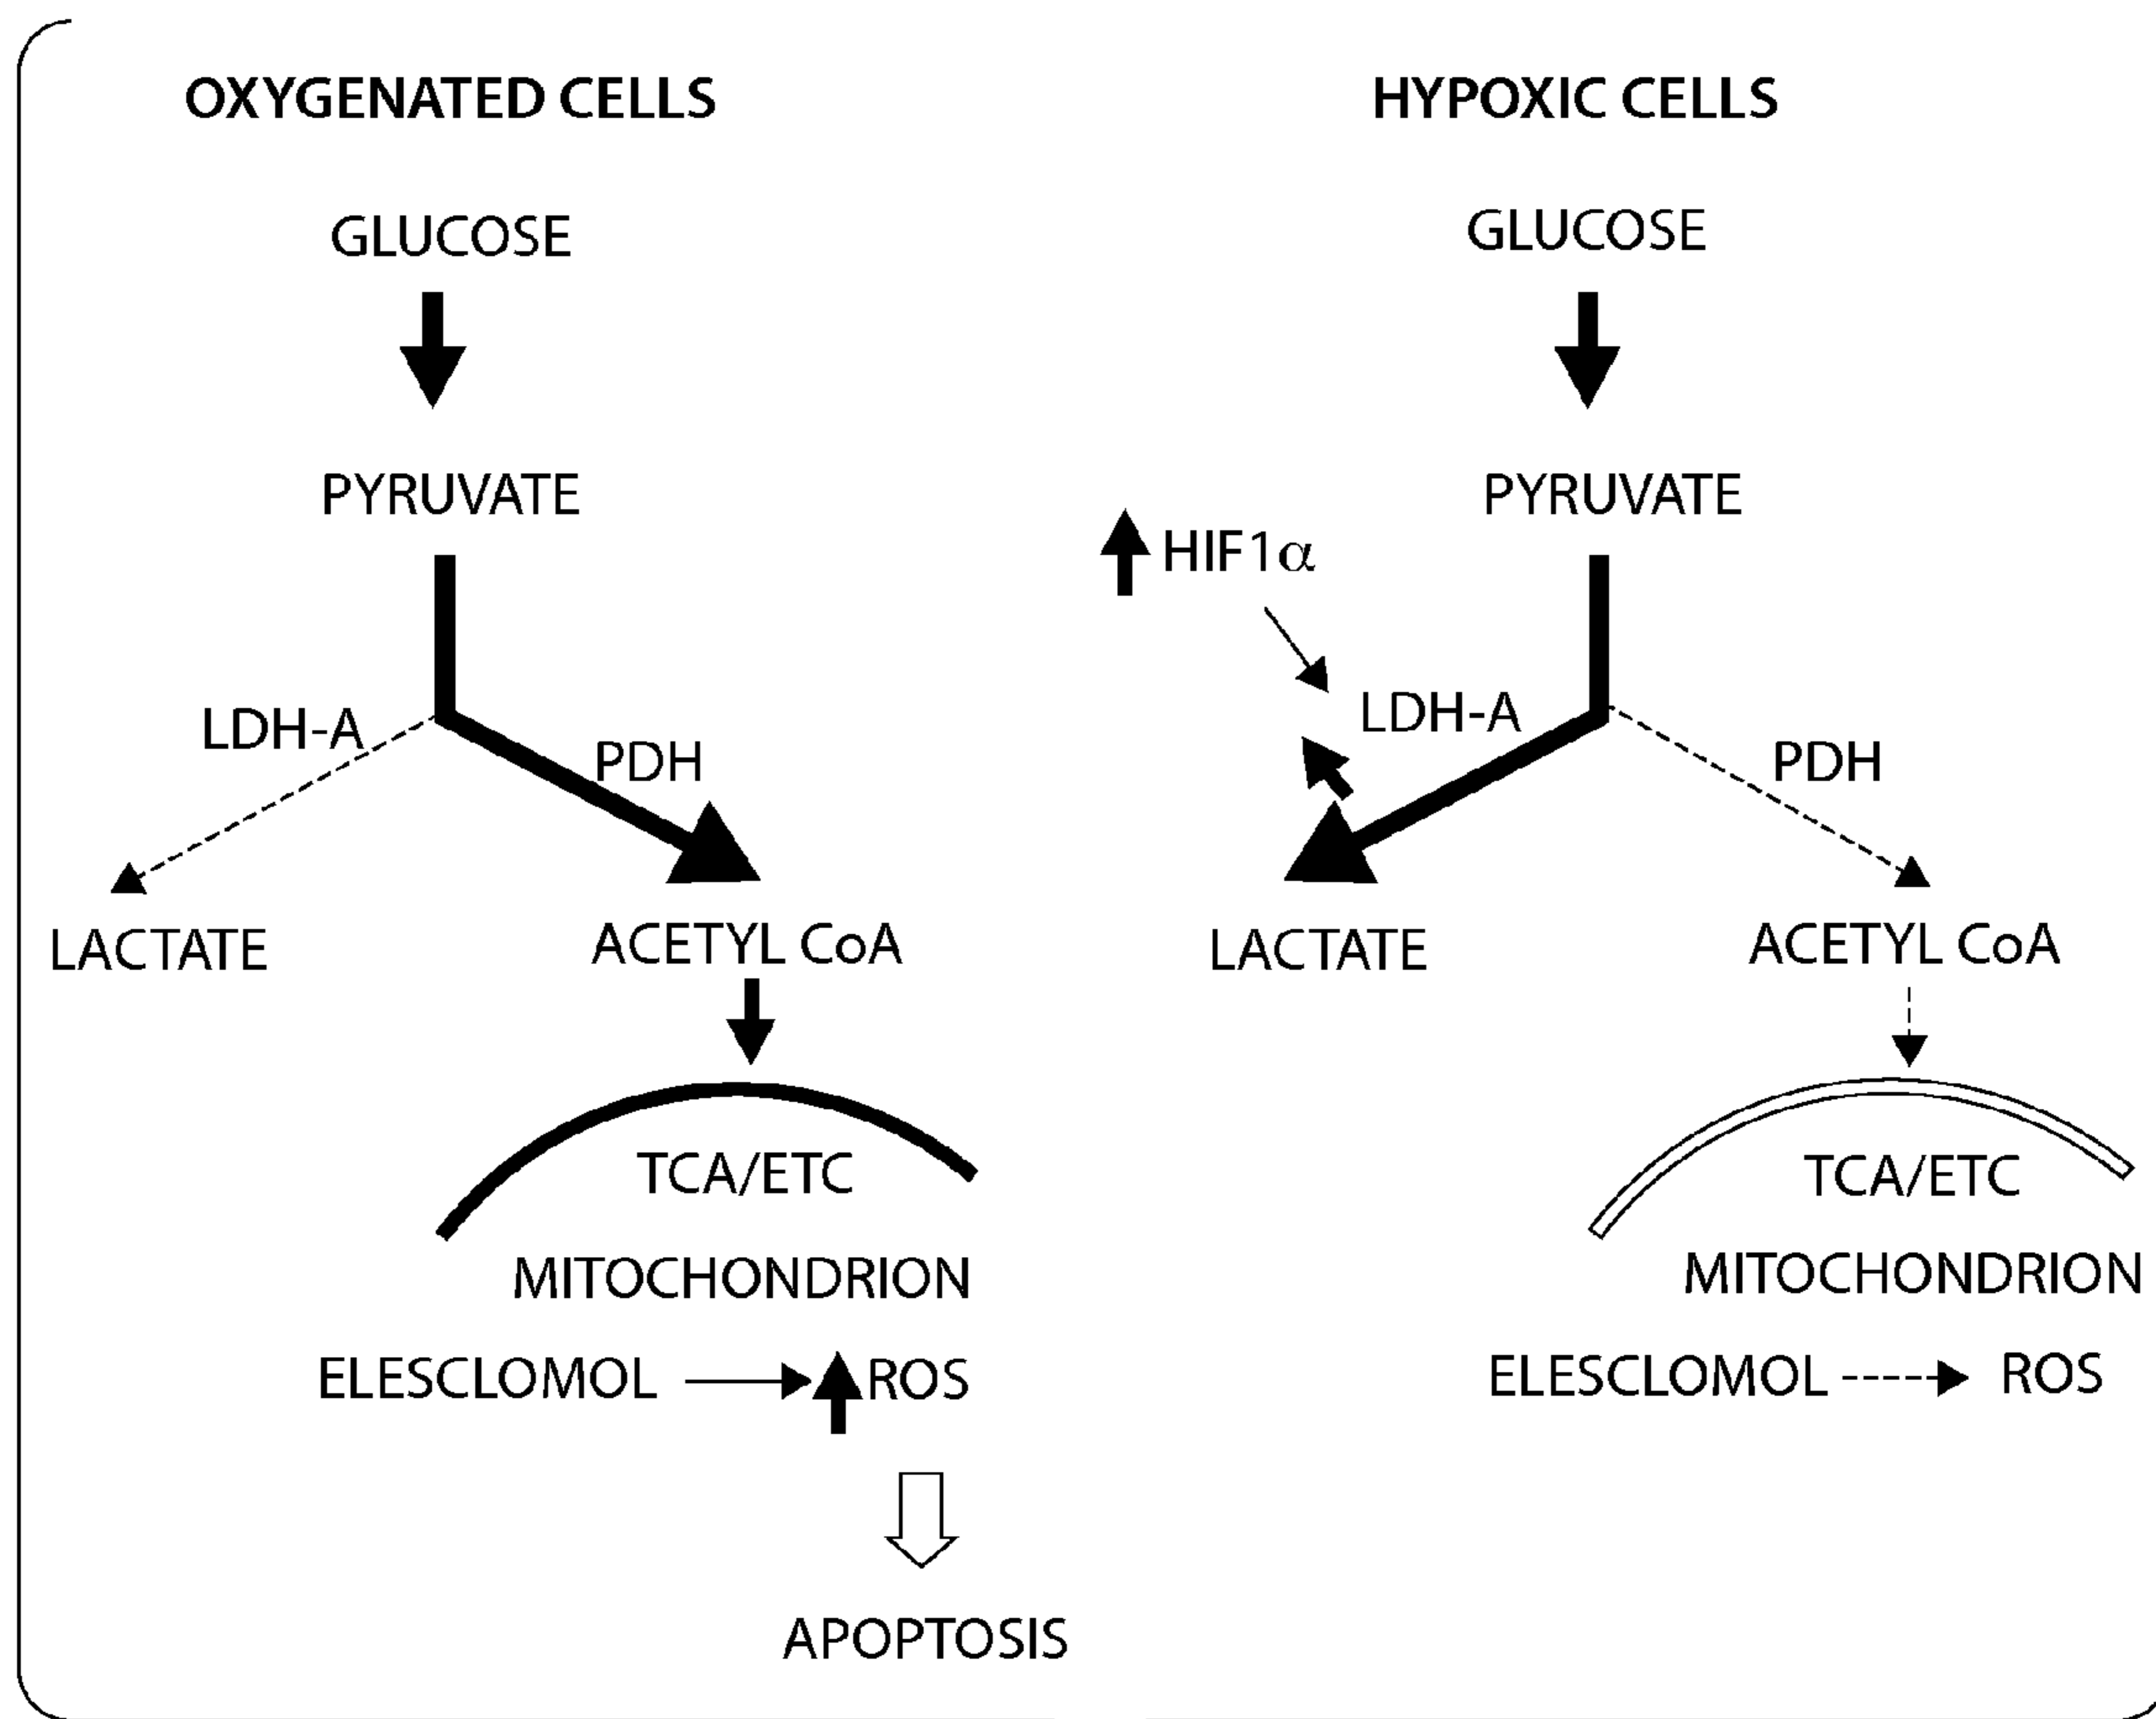 OXYGENATED CELLS
GLUCOSE
PYRUVATE
LDH-A
PDH
LACTATE
ACETYL CoA
TCA/ETC
MITOCHONDRION
ELESCLOMOL
ROS
APOPTOSIS
HYPOXIC CELLS
GLUCOSE
PYRUVATE
HIF1α
LDH-A
PDH
LACTATE
ACETYL CoA
TCA/ETC
MITOCHONDRION
ELESCLOMOL
ROS